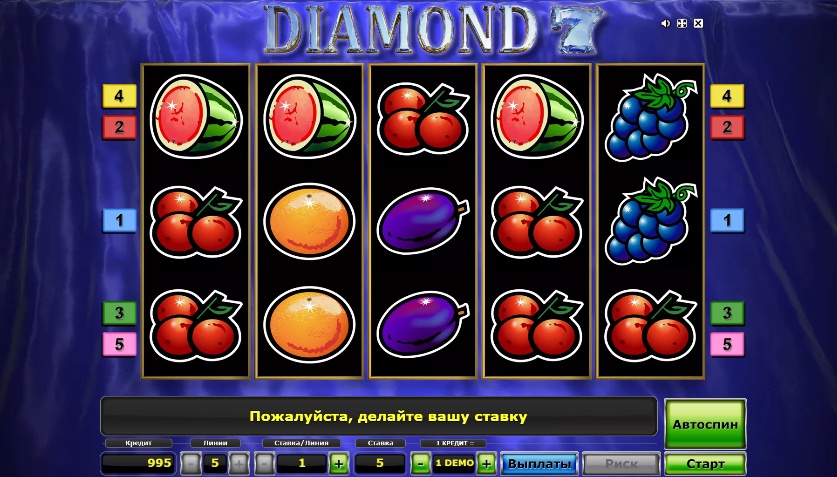 DIAMOND 7
4 4
2 2
1 1
3 3
5 5
Пожалуйста, делайте вашу ставку
Автоспин
Кредит Линии Ставка/Линия Ставка 1 КРЕДИТ =
995 - 5 + - 1 + 5 - 1 DEMO + Выплаты Риск Старт